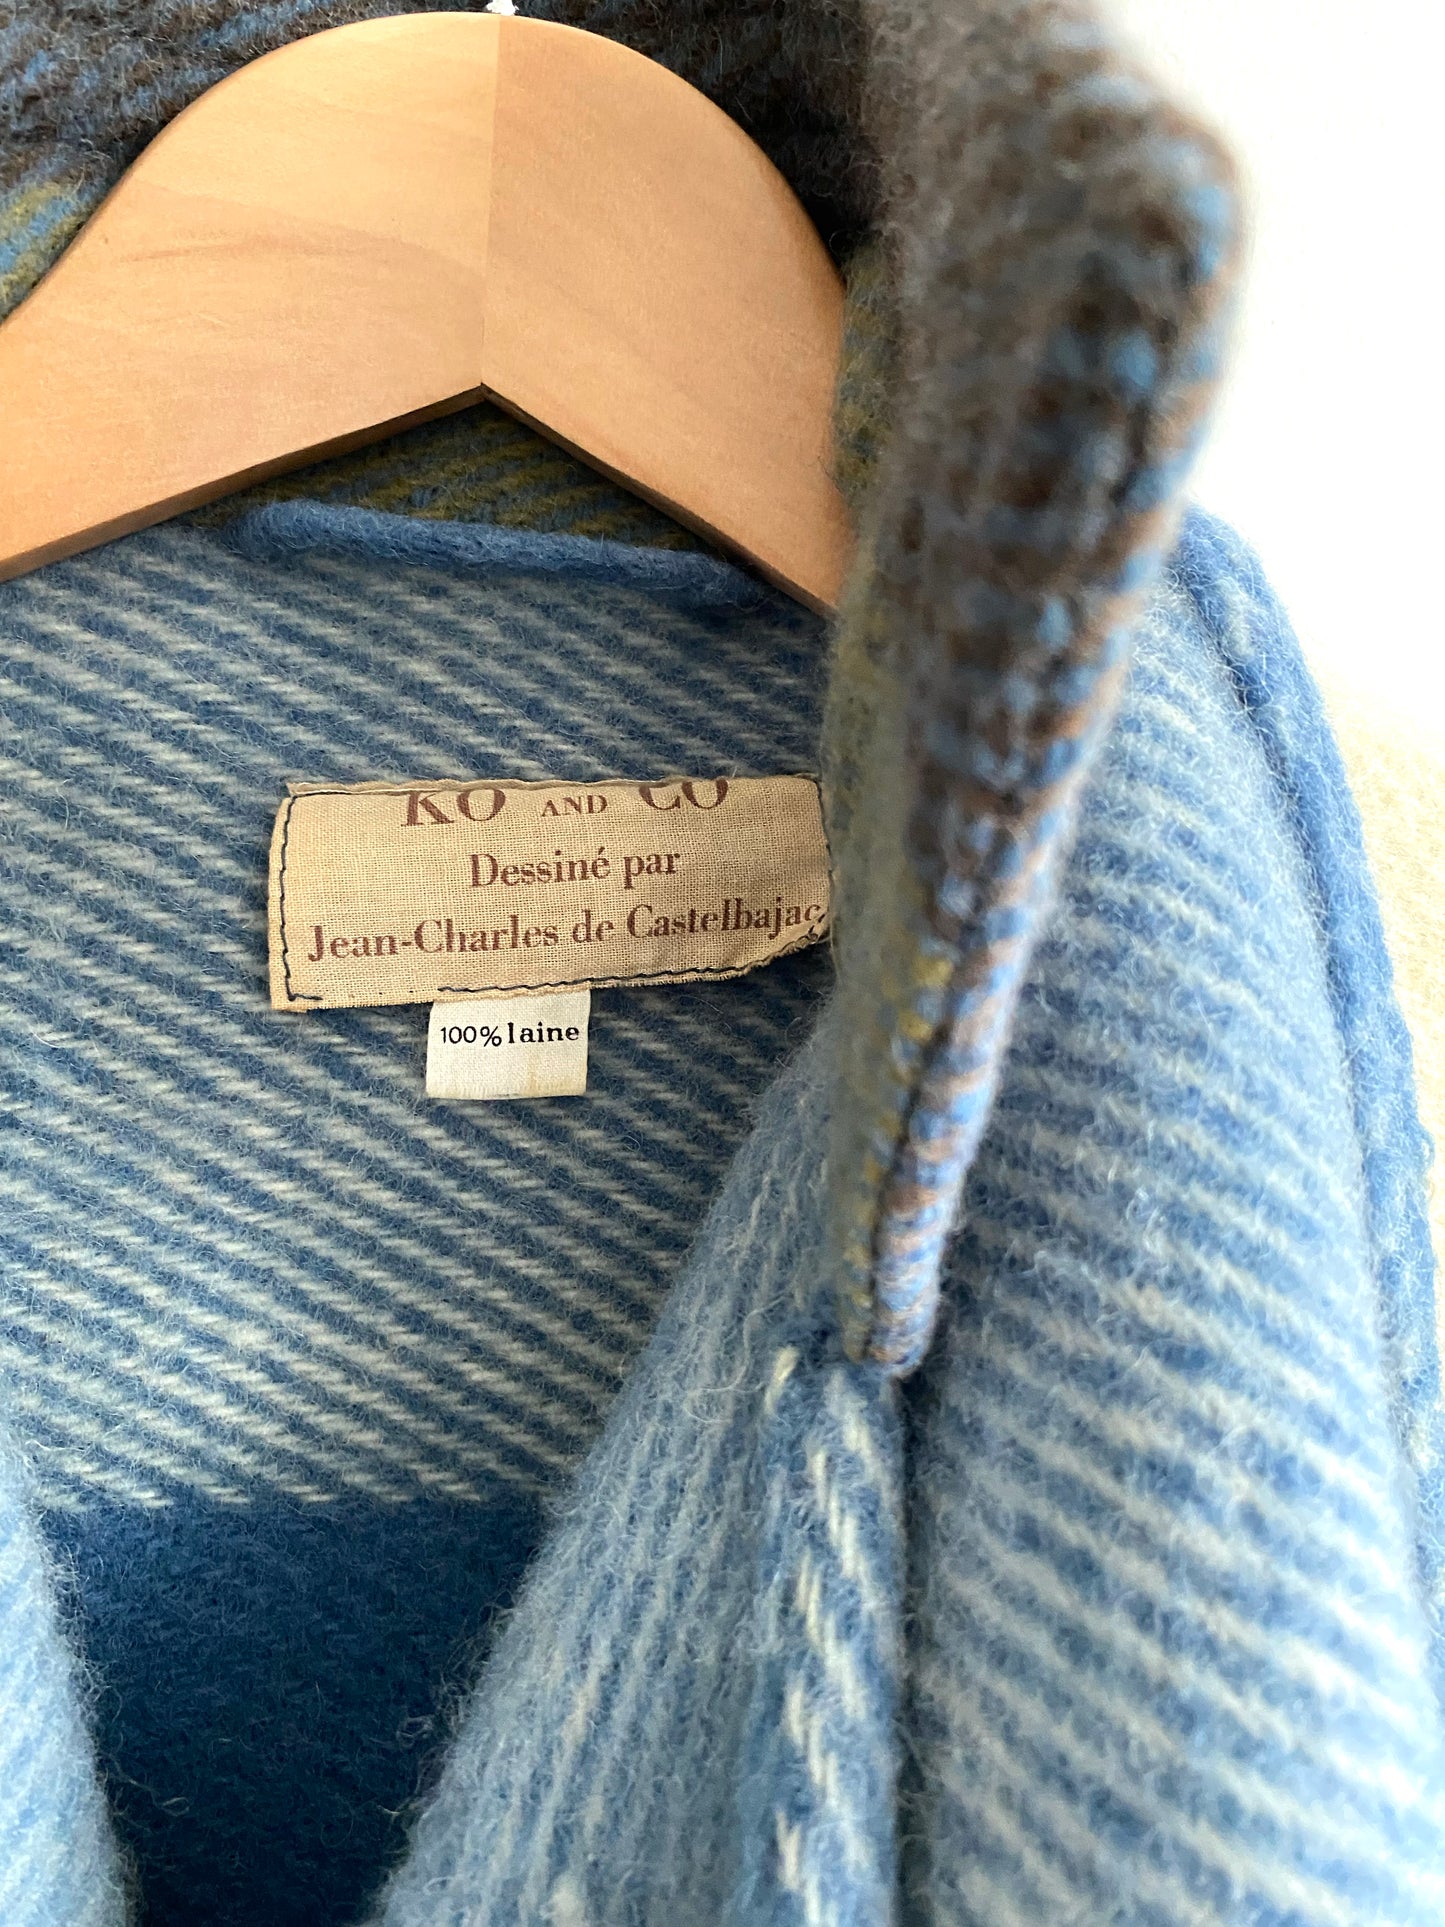 KO AND CO
Dessiné par
Jean-Charles de Castelbajac
100% laine